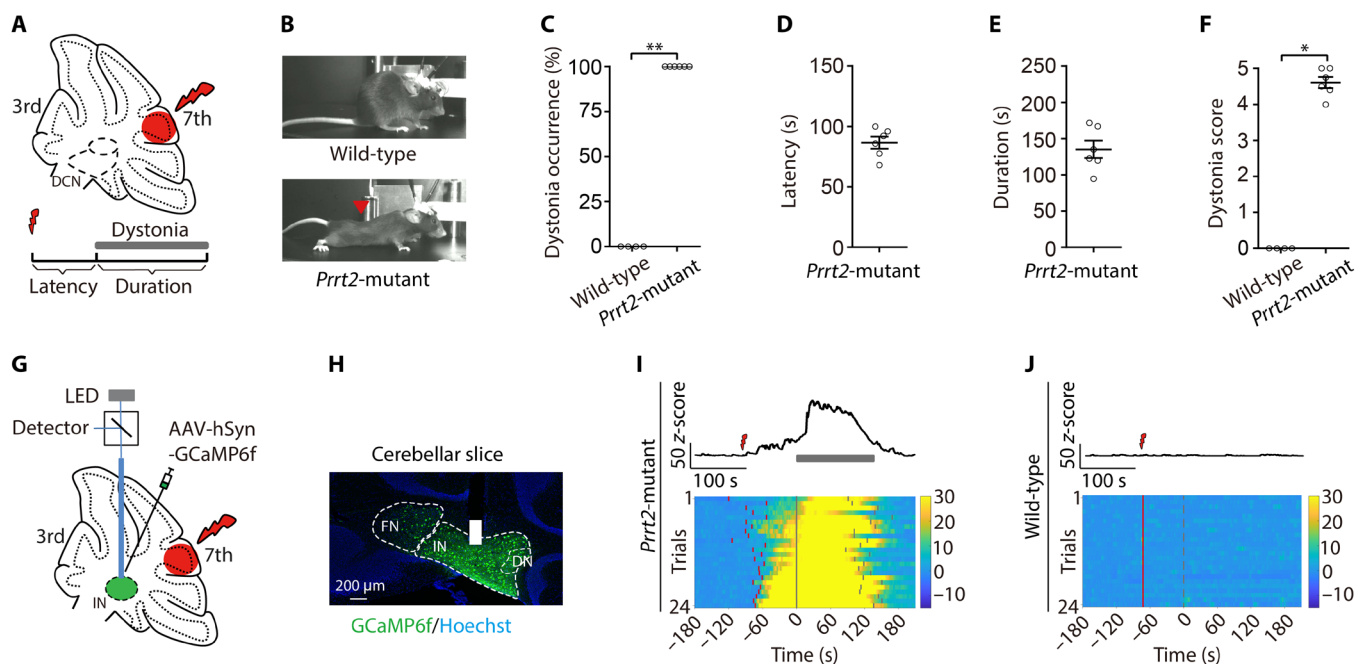 A
3rd
7th
DCN
Dystonia
Latency
Duration
B
Wild-type
Prrt2-mutant
C
**
Dystonia occurrence (%)
100
75
50
25
0
Wild-type
Prrt2-mutant
D
Latency (s)
150
100
50
0
Prrt2-mutant
E
Duration (s)
250
200
150
100
50
0
Prrt2-mutant
F
*
Dystonia score
5
4
3
2
1
0
Wild-type
Prrt2-mutant
G
LED
Detector
AAV-hSyn
-GCaMP6f
3rd
7th
IN
H
Cerebellar slice
FN
IN
DN
200 µm
GCaMP6f/Hoechst
I
Prrt2-mutant
50 z-score
100 s
Trials
1
24
30
20
10
0
−10
−180
−120
−60
0
60
120
180
Time (s)
J
Wild-type
50 z-score
100 s
Trials
1
24
30
20
10
0
−10
−180
−120
−60
0
60
120
180
Time (s)